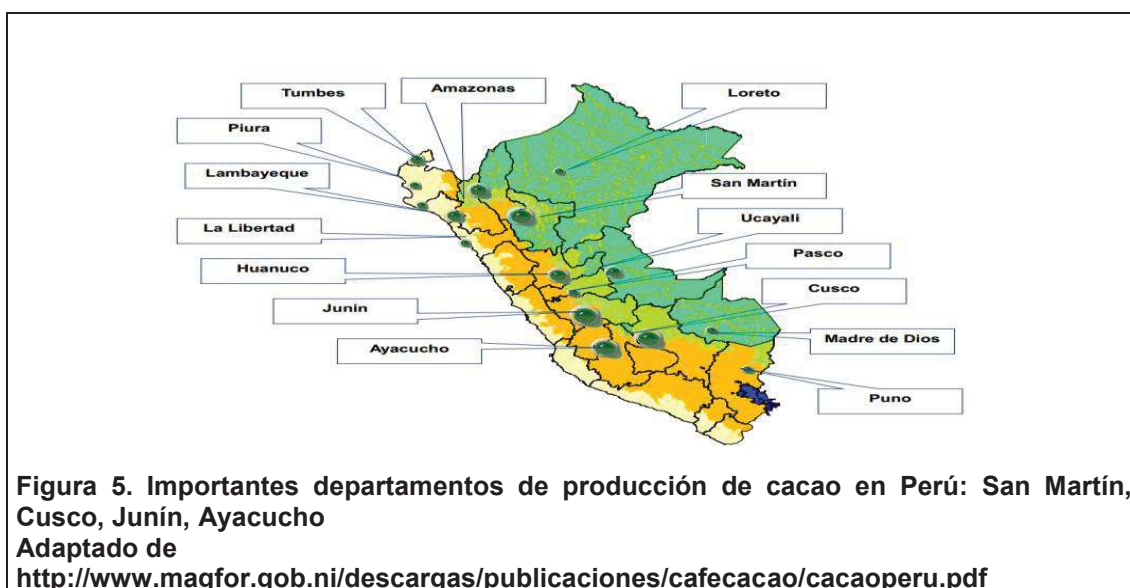 Tumbes
Amazonas
Loreto
Piura
Lambayeque
San Martín
Ucayali
La Libertad
Pasco
Huanuco
Cusco
Junin
Madre de Dios
Ayacucho
Puno
Figura 5. Importantes departamentos de producción de cacao en Perú: San Martín,
Cusco, Junín, Ayacucho
Adaptado de
http://www.magfor.gob.ni/descargas/publicaciones/cafecacao/cacaoperu.pdf